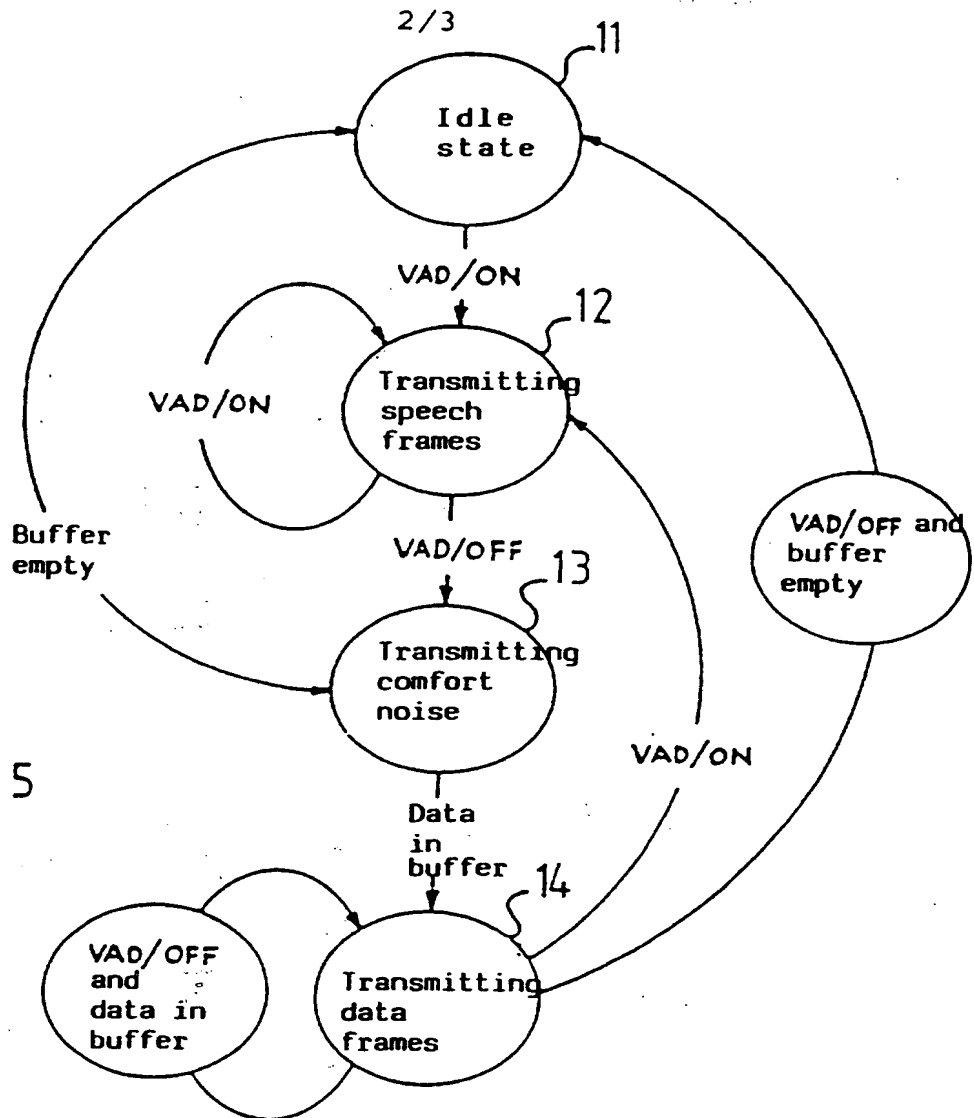 2/3
11
Idle
state
VAD/ON
12
Transmitting
speech
frames
VAD/ON
VAD/OFF
13
Buffer
empty
VAD/OFF and
buffer
empty
Transmitting
comfort
noise
VAD/ON
5
Data
in
buffer
14
VAD/OFF
and
data in
buffer
Transmitting
data
frames